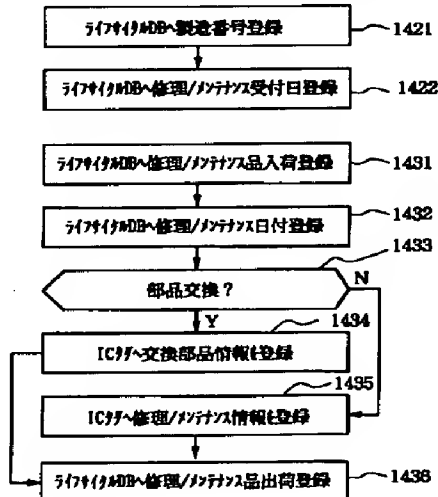 ライフサイクルDBへ製造番号登録
1421
ライフサイクルDBへ修理/メンテナンス受付日登録
1422
ライフサイクルDBへ修理/メンテナンス品入荷登録
1431
ライフサイクルDBへ修理/メンテナンス日付登録
1432
1433
部品交換?
N
Y
1434
ICタグへ交換部品情報を登録
1435
ICタグへ修理/メンテナンス情報を登録
ライフサイクルDBへ修理/メンテナンス品出荷登録
1436